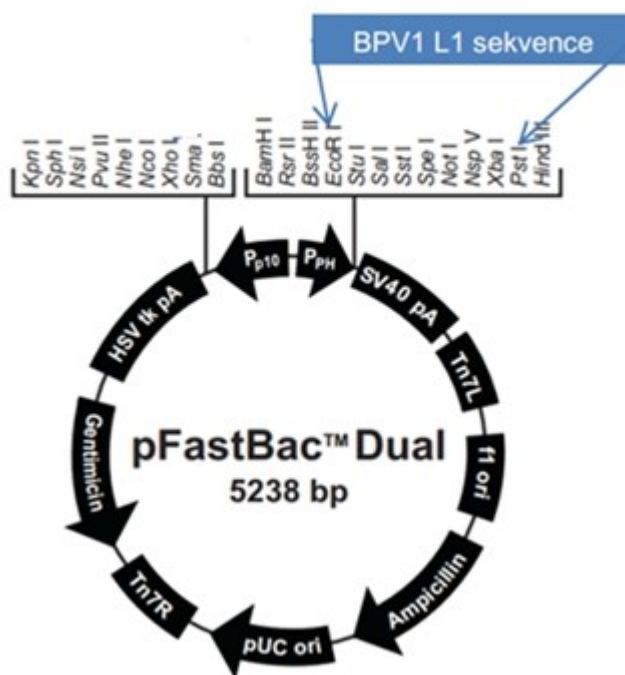 BPV1 L1 sekvence
Kpn I
Sph I
Nsi I
Pvu II
Nhe I
Nco I
Xho I
Sma .
Bbs I
BamH I
Rsr II
BssH II
EcoR I
Stu I
Sal I
Sst I
Spe I
Not I
Nsp V
Xba I
Pst I
Hind III
Pp10
PPH
HSV tk pA
SV40 pA
Tn7L
Gentimicin
pFastBac™ Dual
5238 bp
f1 ori
Ampicillin
Tn7R
pUC ori